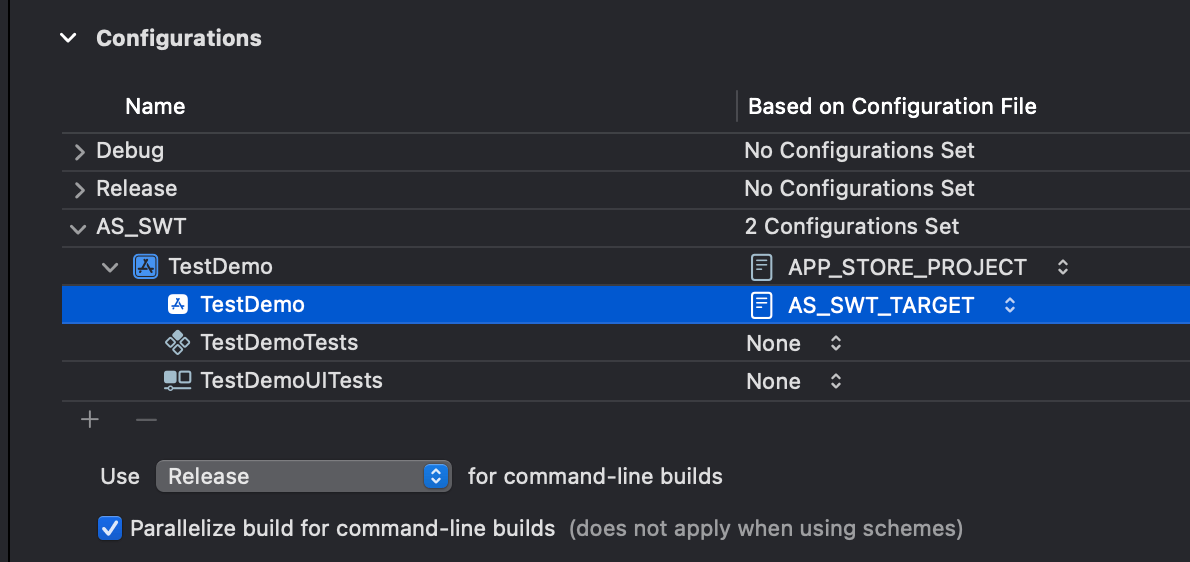 Configurations
Name Based on Configuration File
Debug No Configurations Set
Release No Configurations Set
AS_SWT 2 Configurations Set
TestDemo APP_STORE_PROJECT
TestDemo AS_SWT_TARGET
TestDemoTests None
TestDemoUITests None
Use Release for command-line builds
Parallelize build for command-line builds (does not apply when using schemes)